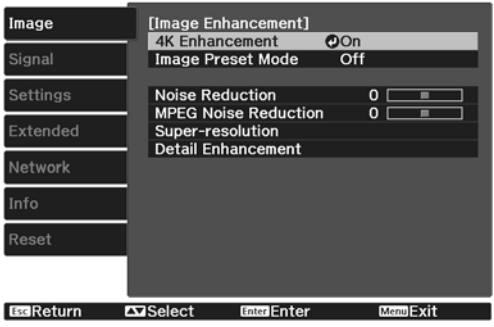 Image
[Image Enhancement]
4K Enhancement On
Image Preset Mode Off
Signal
Settings
Noise Reduction 0
MPEG Noise Reduction 0
Extended
Super-resolution
Detail Enhancement
Network
Info
Reset
Esc Return Select Enter Enter Menu Exit